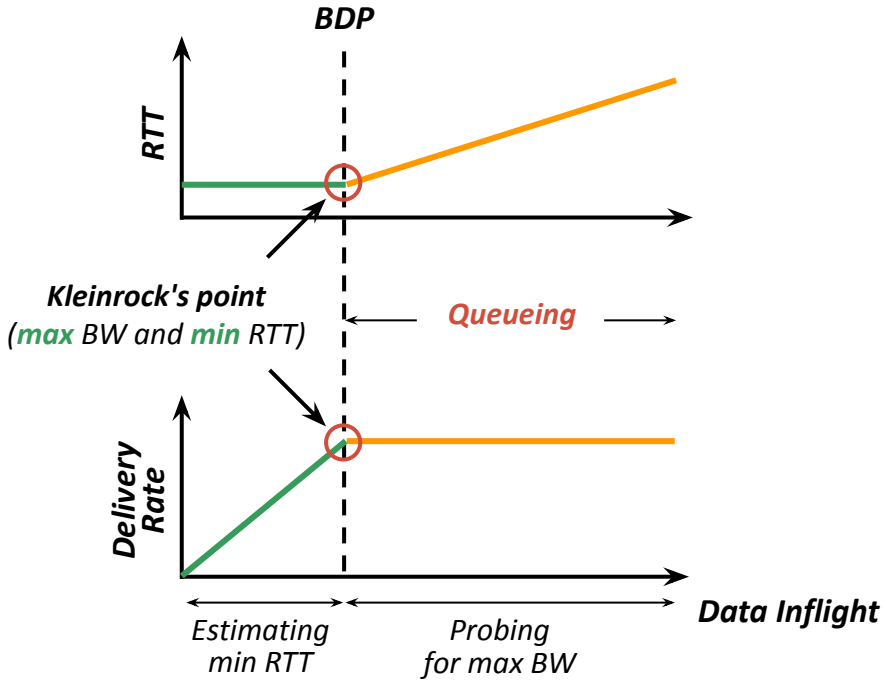 BDP
RTT
Kleinrock's point
(max BW and min RTT)
Queueing
Delivery
Rate
Data Inflight
Estimating
min RTT
Probing
for max BW